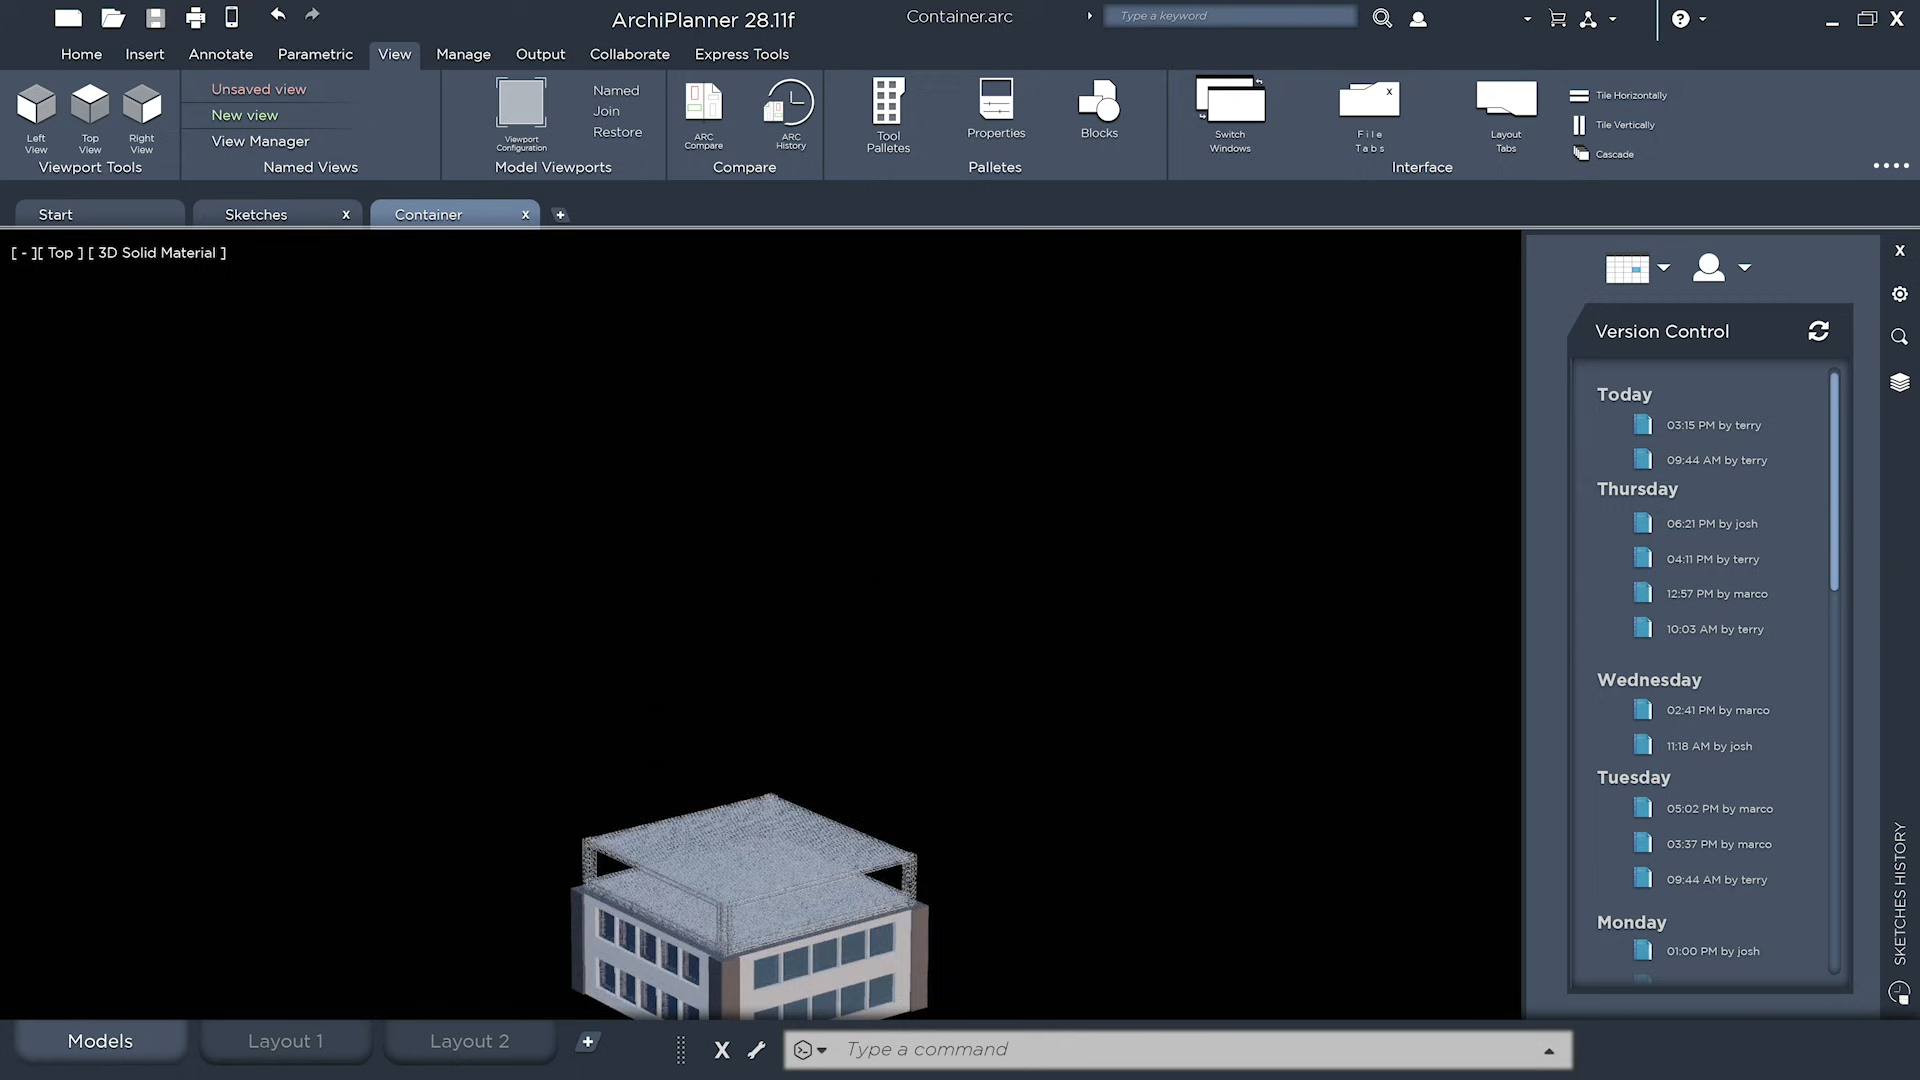 ArchiPlanner 28.11f
Container.arc
Type a keyword
?
Home Insert Annotate Parametric View Manage Output Collaborate Express Tools
Left View
Top View
Right View
Viewport Tools
Unsaved view
New view
View Manager
Named Views
Viewport Configuration
Named
Join
Restore
Model Viewports
ARC Compare
ARC History
Compare
Tool Palletes
Properties
Blocks
Palletes
Switch Windows
x
File Tabs
Layout Tabs
Tile Horizontally
Tile Vertically
Cascade
Interface
Start
Sketches x
Container x
[ - ][ Top ] [ 3D Solid Material ]
Version Control
Today
03:15 PM by terry
09:44 AM by terry
Thursday
06:21 PM by josh
04:11 PM by terry
12:57 PM by marco
10:03 AM by terry
Wednesday
02:41 PM by marco
11:18 AM by josh
Tuesday
05:02 PM by marco
03:37 PM by marco
09:44 AM by terry
Monday
01:00 PM by josh
SKETCHES HISTORY
Models
Layout 1
Layout 2
Type a command